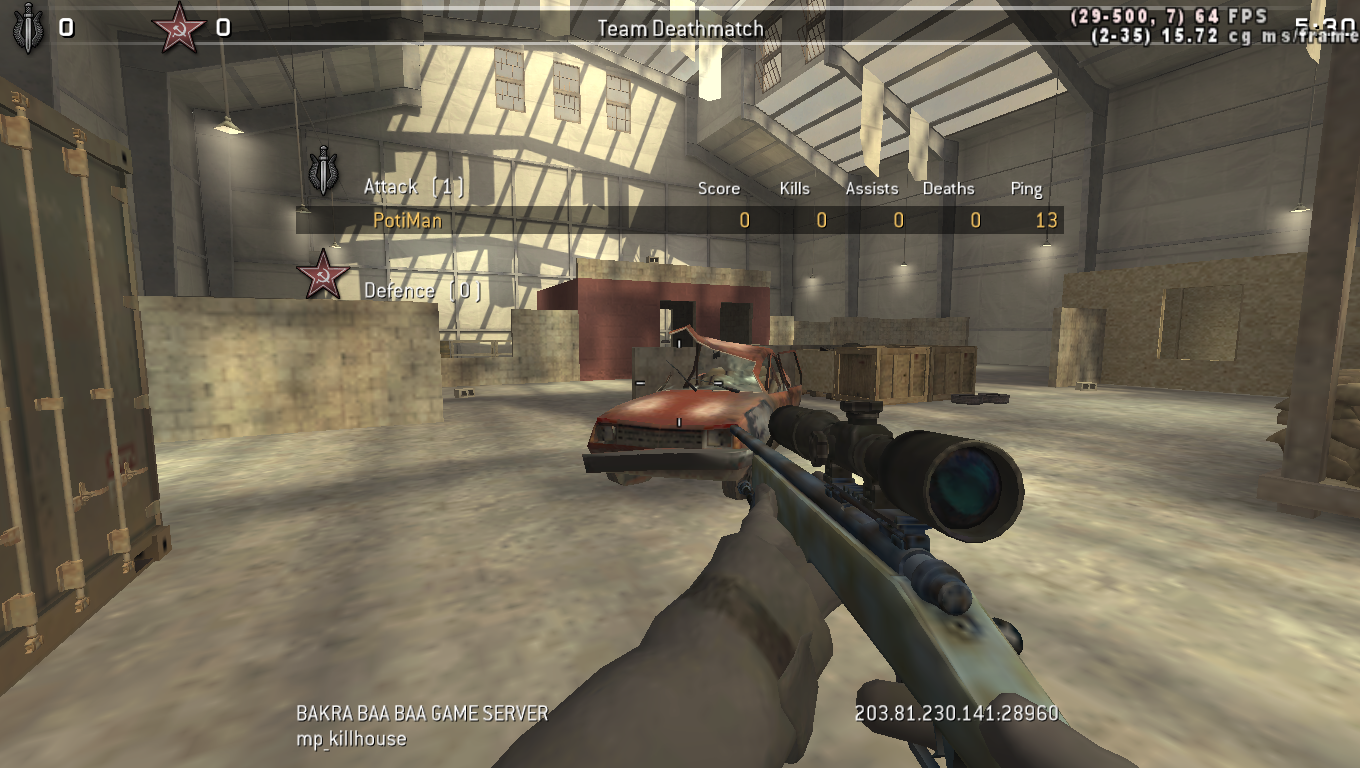 0 0 Team Deathmatch (29-500, 7) 64 FPS 5:30
(2-35) 15.72 cg ms/frame
Attack [1] Score Kills Assists Deaths Ping
PotiMan 0 0 0 0 13
Defence [0]
BAKRA BAA BAA GAME SERVER 203.81.230.141:28960
mp_killhouse